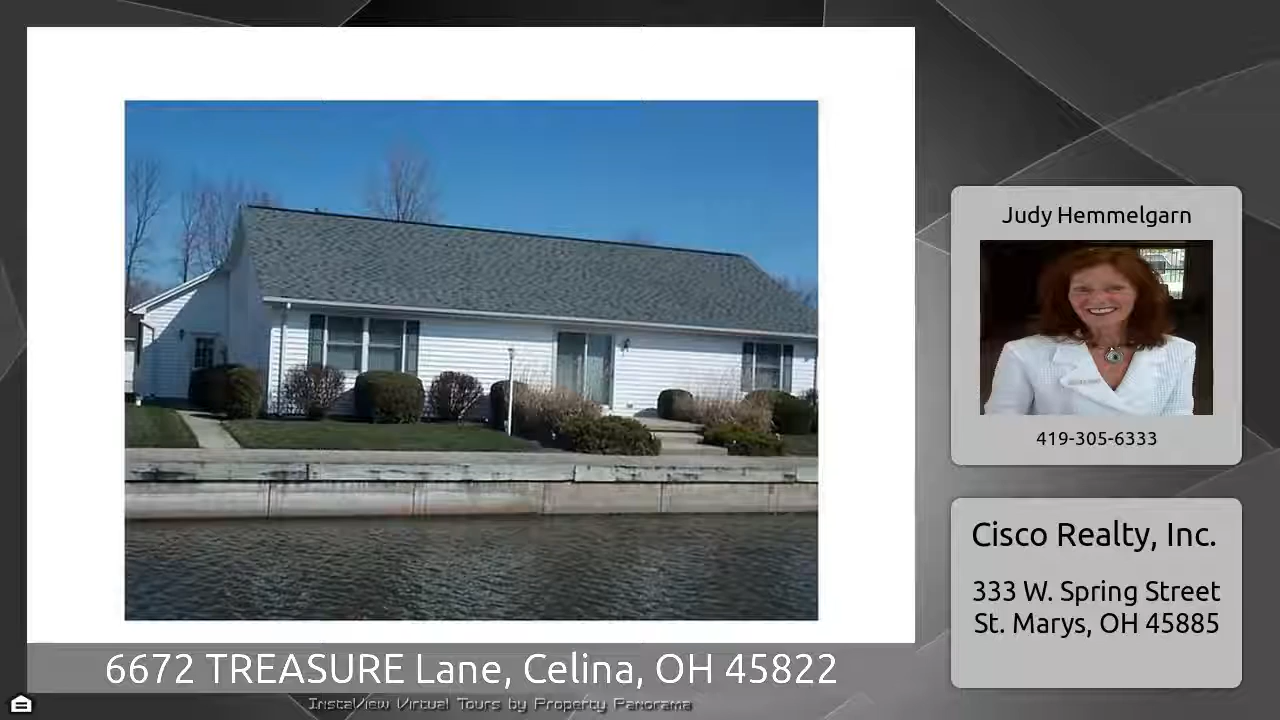 Judy Hemmelgarn
419-305-6333
Cisco Realty, Inc.
333 W. Spring Street
St. Marys, OH 45885
6672 TREASURE Lane, Celina, OH 45822
InstaView Virtual Tours by Property Panorama